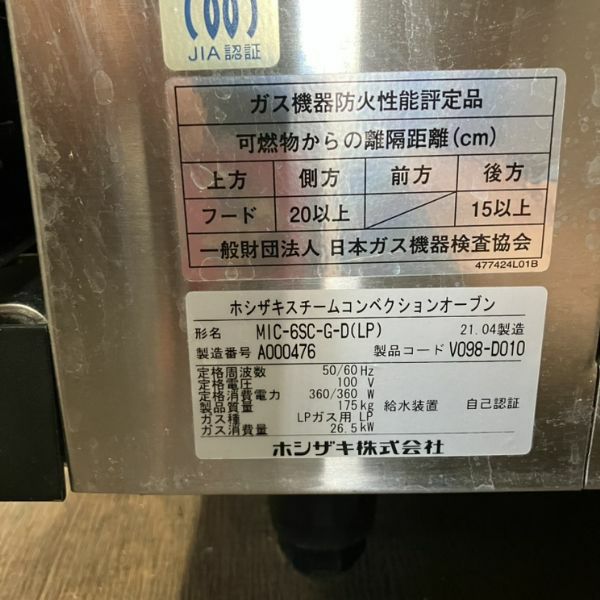 JIA認証
ガス機器防火性能評定品
可燃物からの離隔距離(cm)
上方 側方 前方 後方
フード 20以上 15以上
一般財団法人 日本ガス機器検査協会
477424L01B
ホシザキスチームコンベクションオーブン
形名 MIC-6SC-G-D(LP) 21.04製造
製造番号 A000476 製品コード V098-D010
定格周波数 50/60 Hz
定格電圧 100 V
定格消費電力 360/360 W
製品質量 175kg 給水装置 自己認証
ガス種 LPガス用 LP
ガス消費量 26.5kW
ホシザキ株式会社